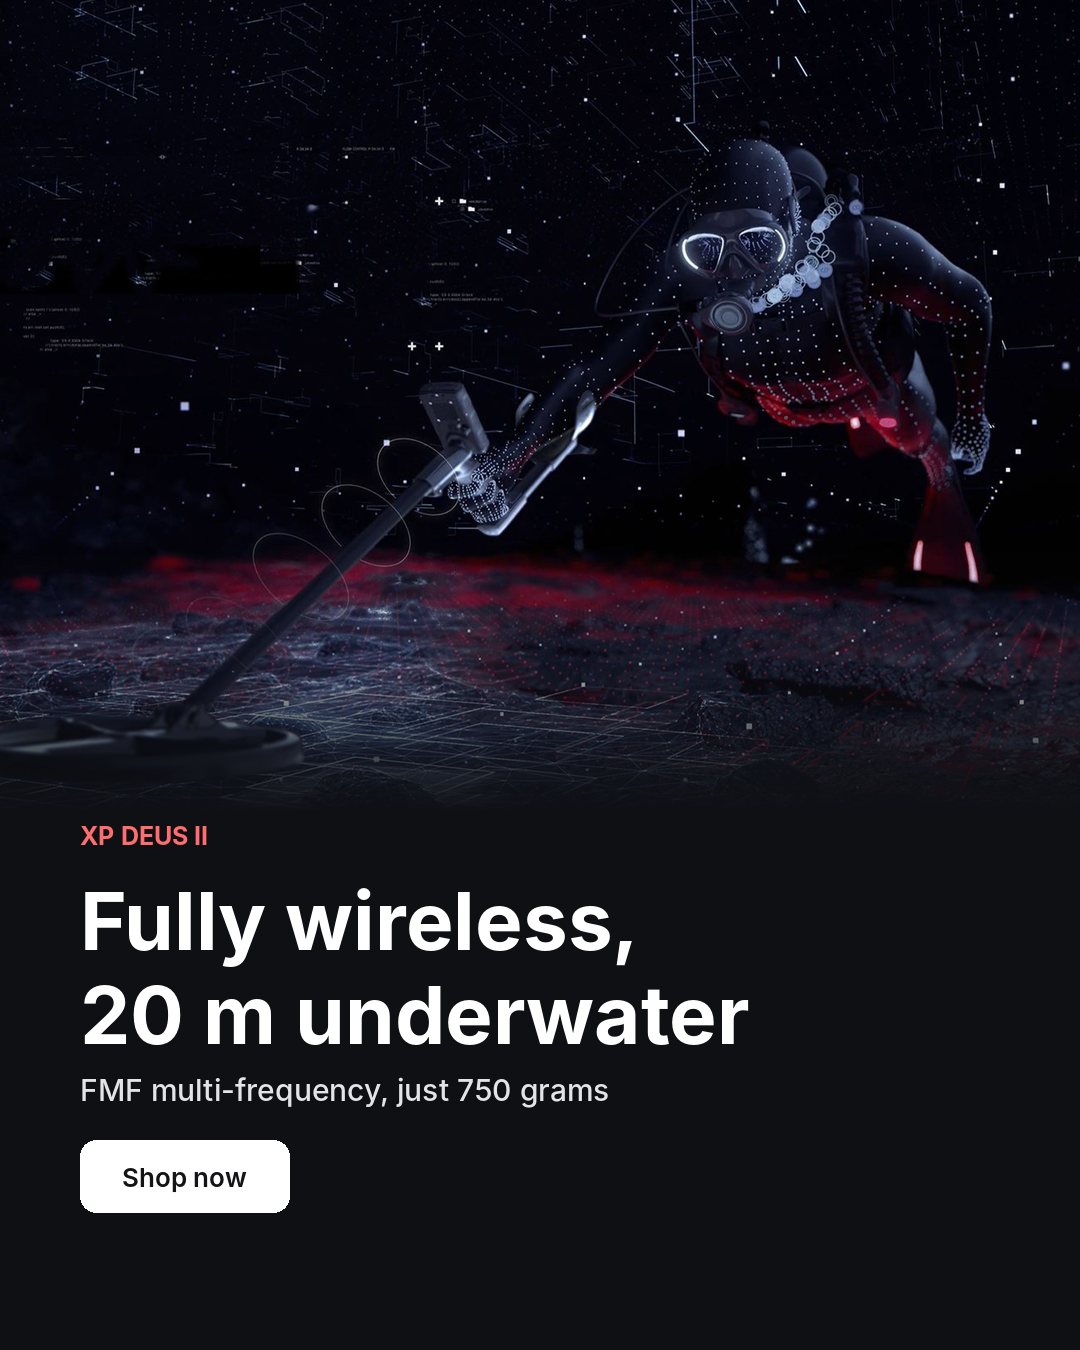 XP DEUS II
Fully wireless,
20 m underwater
FMF multi-frequency, just 750 grams
Shop now